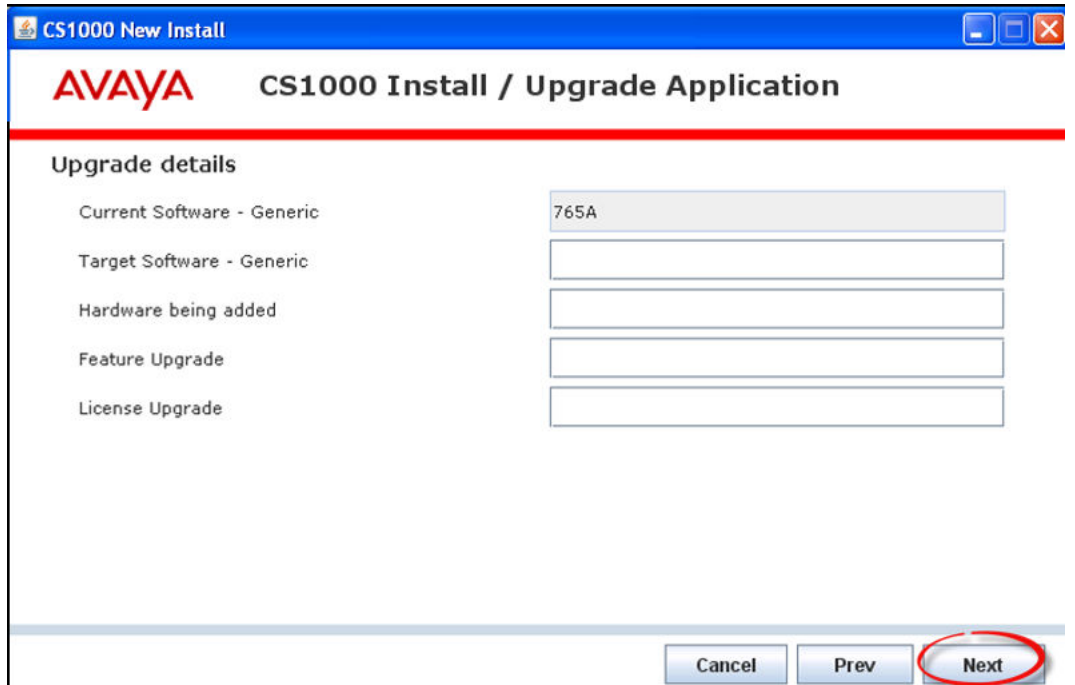 CS1000 New Install
AVAYA CS1000 Install / Upgrade Application
Upgrade details
Current Software - Generic 765A
Target Software - Generic
Hardware being added
Feature Upgrade
License Upgrade
Cancel Prev Next